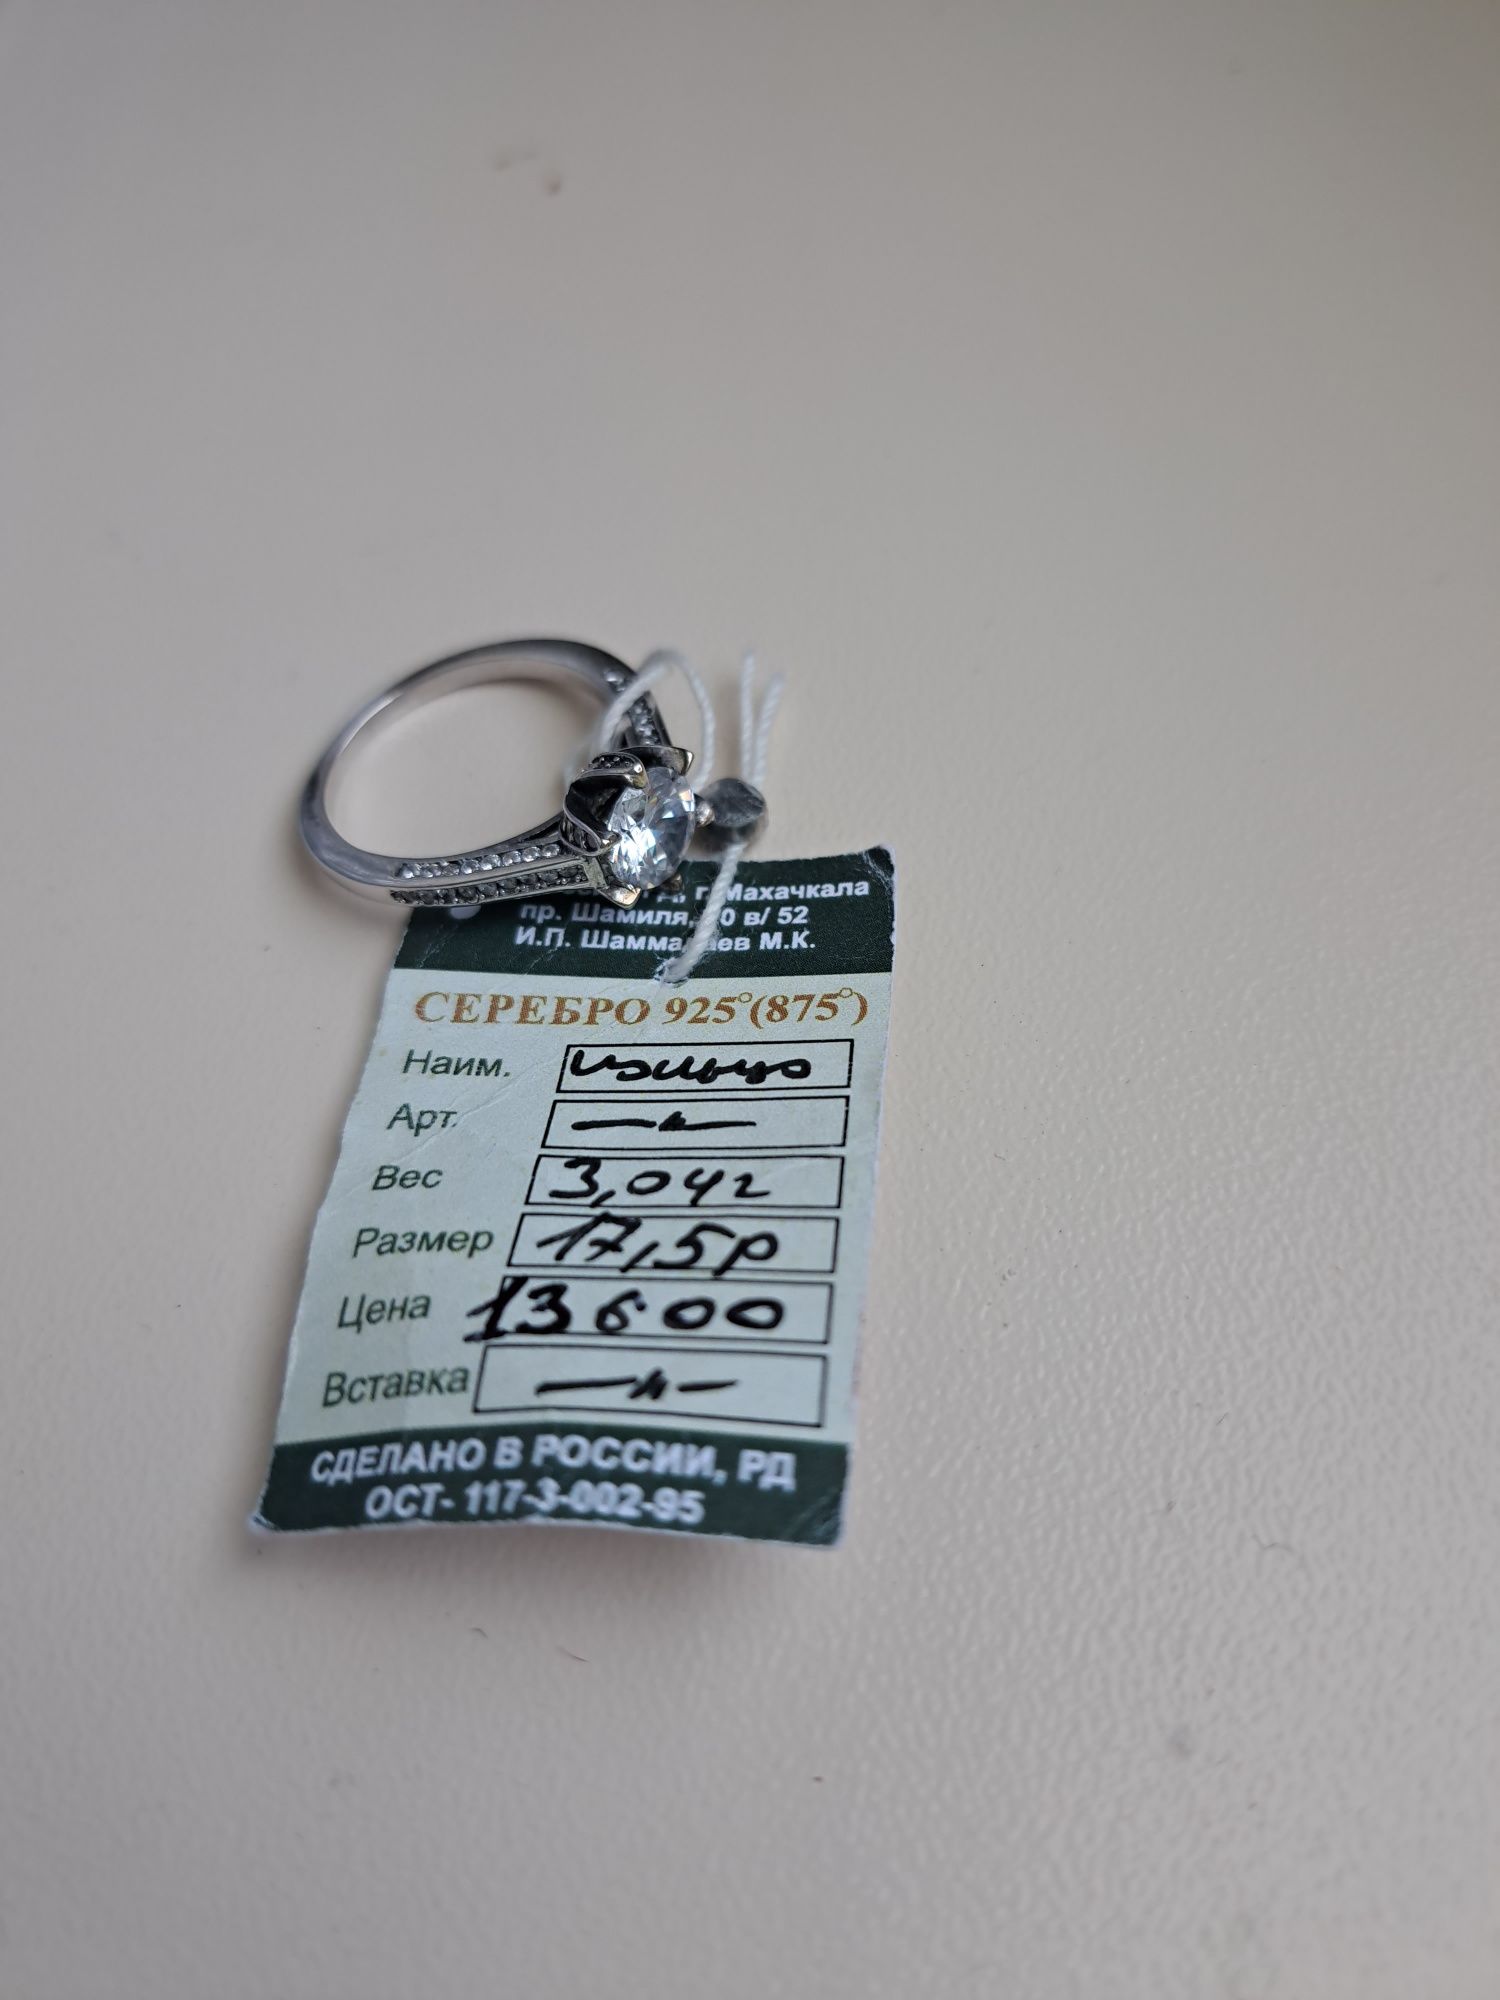 г. Махачкала
пр. Шамиля, в/ 52
И.П. М.К.
СЕРЕБРО 925°(875°)
Наим. кольцо
Арт. —"—
Вес 3,04г
Размер 17,5р
Цена 13600
Вставка —"—
СДЕЛАНО В РОССИИ, РД
ОСТ- 117-3-002-95